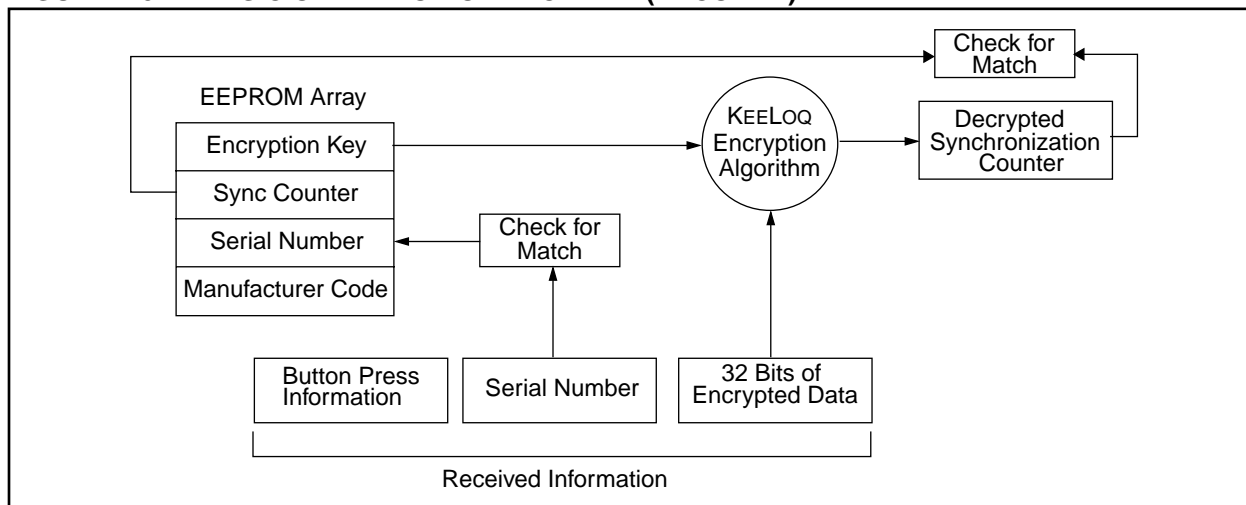 Check for
Match
EEPROM Array
Encryption Key
Sync Counter
Serial Number
Manufacturer Code
KEELOQ
Encryption
Algorithm
Decrypted
Synchronization
Counter
Check for
Match
Button Press
Information
Serial Number
32 Bits of
Encrypted Data
Received Information